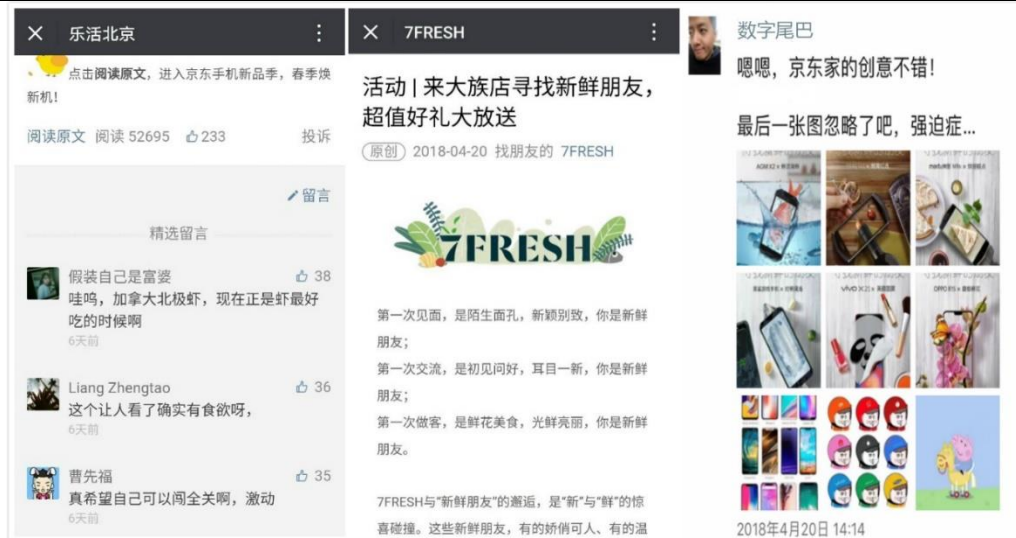 乐活北京
点击阅读原文，进入京东手机新品季，春季焕
新机！
阅读原文 阅读 52695 233 投诉
留言
精选留言
假装自己是富婆 38
哇呜，加拿大北极虾，现在正是虾最好
吃的时候啊
6天前
Liang Zhengtao 36
这个让人看了确实有食欲呀，
6天前
曹先福 35
真希望自己可以闯全关啊，激动
6天前
7FRESH
活动 | 来大族店寻找新鲜朋友，
超值好礼大放送
原创 2018-04-20 找朋友的 7FRESH
7FRESH
第一次见面，是陌生面孔，新颖别致，你是新鲜
朋友；
第一次交流，是初见问好，耳目一新，你是新鲜
朋友；
第一次做客，是鲜花美食，光鲜亮丽，你是新鲜
朋友。
7FRESH与“新鲜朋友”的邂逅，是“新”与“鲜”的惊
喜碰撞。这些新鲜朋友，有的娇俏可人、有的温
数字尾巴
嗯嗯，京东家的创意不错！
最后一张图忽略了吧，强迫症...
2018年4月20日 14:14